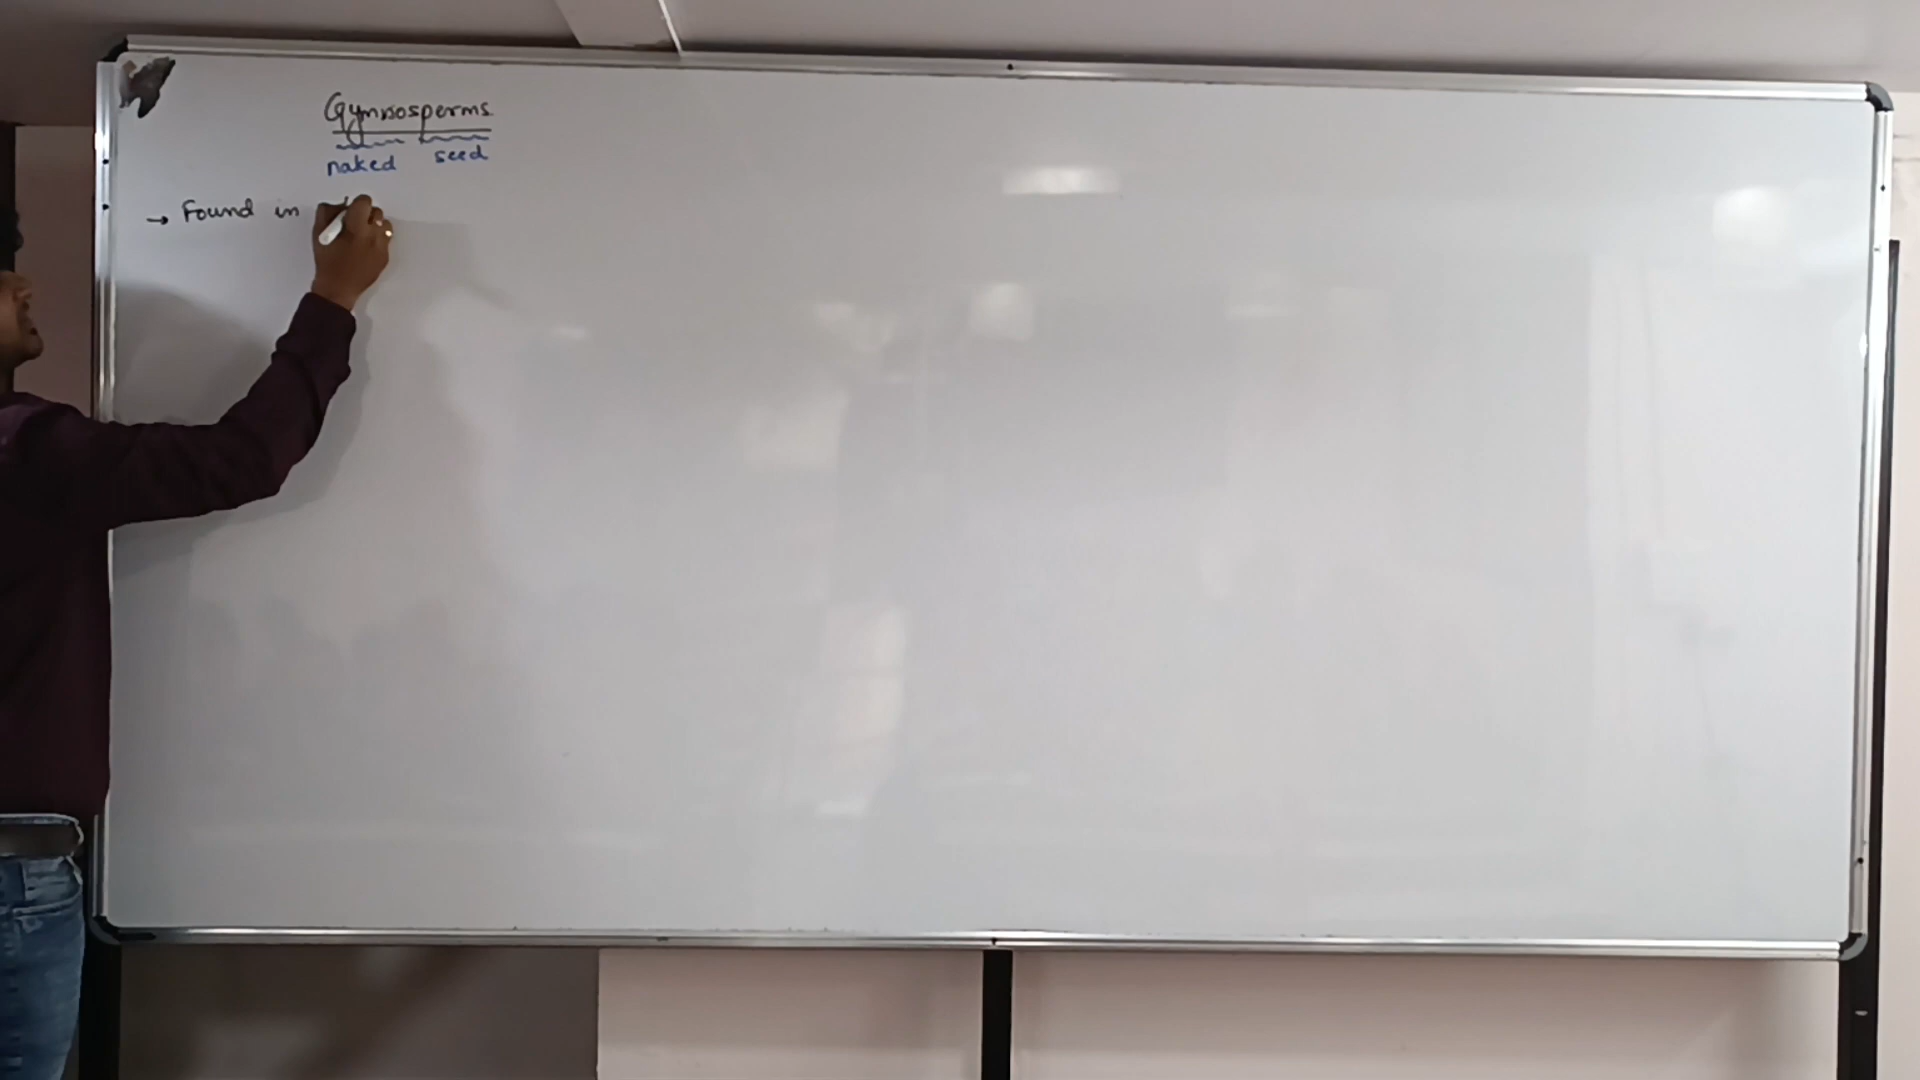 Gymnosperms.
naked seed
→ Found in